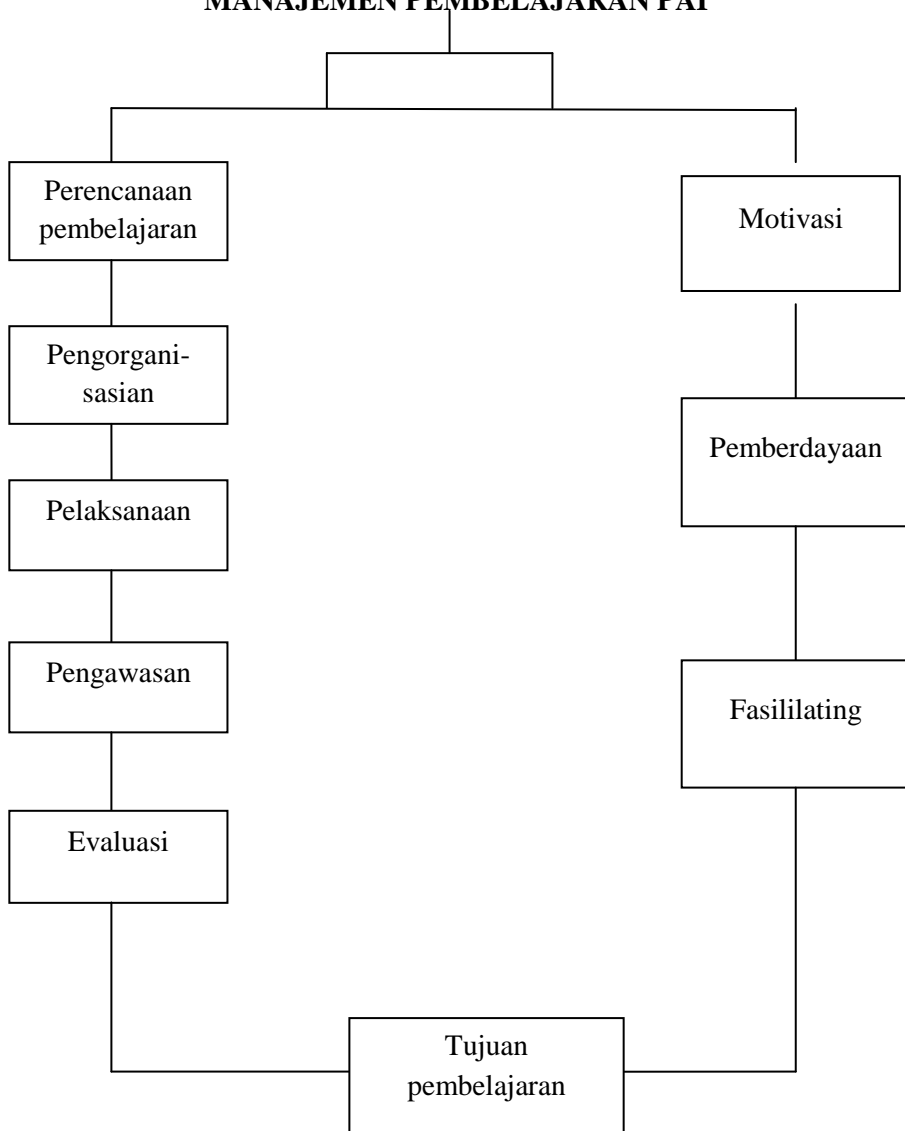 MANAJEMEN PEMBELAJARAN PAI
Perencanaan
pembelajaran
Motivasi
Pengorgani-
sasian
Pemberdayaan
Pelaksanaan
Pengawasan
Fasililating
Evaluasi
Tujuan
pembelajaran